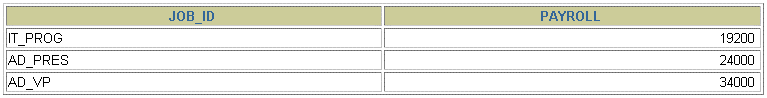 JOB_ID PAYROLL
IT_PROG 19200
AD_PRES 24000
AD_VP 34000